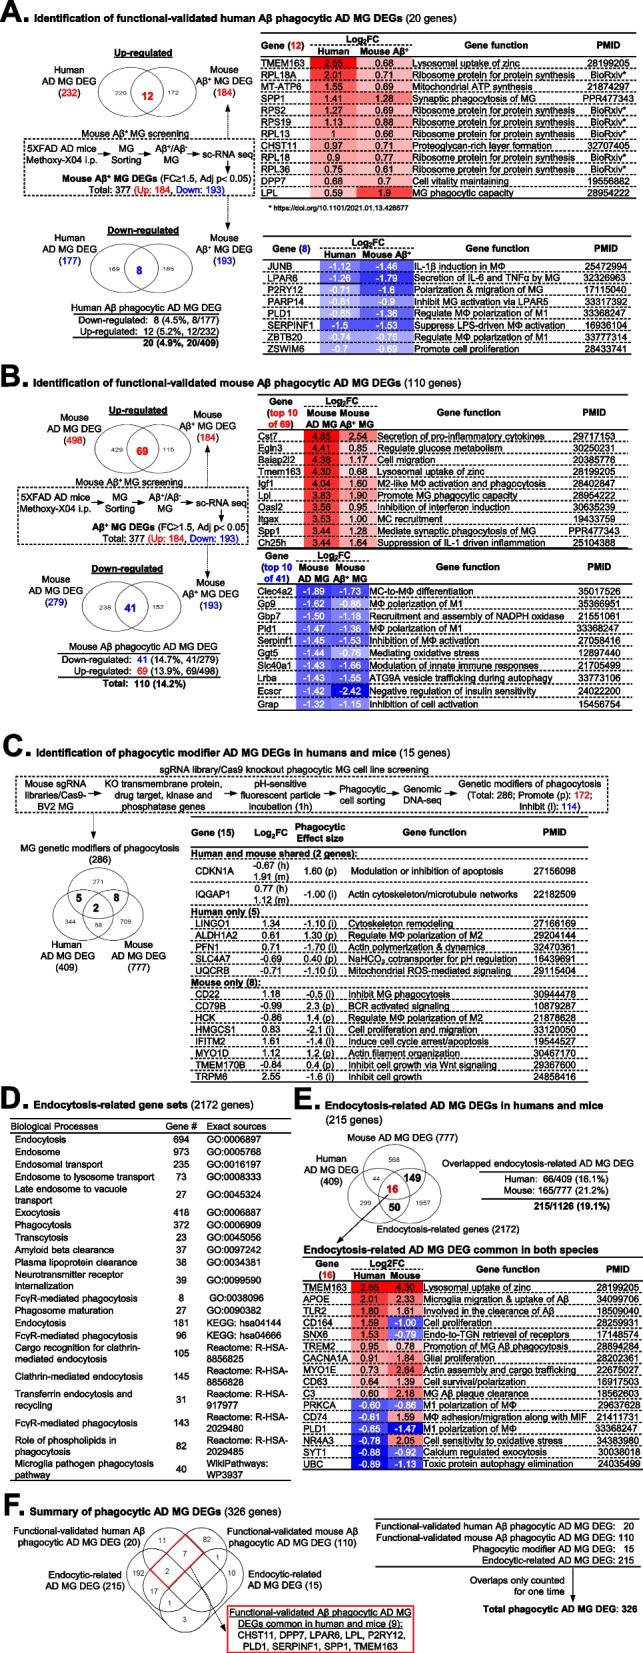 A. Identification of functional-validated human Aβ phagocytic AD MG DEGs (20 genes)
Up-regulated
Human AD MG DEG (232)
220 12 172
Mouse Aβ⁺ MG DEG (184)
Mouse Aβ⁺ MG screening
5XFAD AD mice Methoxy-X04 i.p. MG Sorting Aβ⁺/Aβ⁻ MG sc-RNA seq
Mouse Aβ⁺ MG DEGs (FC≥1.5, Adj p< 0.05)
Total: 377 (Up: 184, Down: 193)
Down-regulated
Human AD MG DEG (177)
169 8 185
Mouse Aβ⁺ MG DEG (193)
Human Aβ phagocytic AD MG DEG
Down-regulated: 8 (4.5%, 8/177)
Up-regulated: 12 (5.2%, 12/232)
20 (4.9%, 20/409)
Gene (12) Log₂FC Human Mouse Aβ⁺ Gene function PMID
TMEM163 2.55 0.68 Lysosomal uptake of zinc 28199205
RPL18A 2.01 0.71 Ribosome protein for protein synthesis BioRxiv*
MT-ATP6 1.55 0.69 Mitochondrial ATP synthesis 21874297
SPP1 1.41 1.28 Synaptic phagocytosis of MG PPR477343
RPS2 1.27 0.69 Ribosome protein for protein synthesis BioRxiv*
RPS19 1.13 0.88 Ribosome protein for protein synthesis BioRxiv*
RPL13 1 0.66 Ribosome protein for protein synthesis BioRxiv*
CHST11 0.97 0.71 Proteoglycan-rich layer formation 32707405
RPL18 0.9 0.77 Ribosome protein for protein synthesis BioRxiv*
RPL36 0.75 0.61 Ribosome protein for protein synthesis BioRxiv*
DPP7 0.68 0.7 Cell vitality maintaining 19556882
LPL 0.59 1.9 MG phagocytic capacity 28954222
* https://doi.org/10.1101/2021.01.13.426577
Gene (8) Log₂FC Human Mouse Aβ⁺ Gene function PMID
JUNB -1.12 -1.46 IL-1β induction in MΦ 25472994
LPAR6 -1.26 -1.79 Secretion of IL-6 and TNFα by MG 32326963
P2RY12 -0.71 -1.6 Polarization & migration of MG 17115040
PARP14 -0.61 -0.9 Inhibit MG activation via LPAR5 33317392
PLD1 -0.65 -1.36 Regulate MΦ polarization of M1 33368247
SERPINF1 -1.5 -1.53 Suppress LPS-driven MΦ activation 16936104
ZBTB20 -0.74 -0.75 Regulate MΦ polarization of M1 33777314
ZSWIM6 -0.7 -0.69 Promote cell proliferation 28433741
B. Identification of functional-validated mouse Aβ phagocytic AD MG DEGs (110 genes)
Up-regulated
Mouse AD MG DEG (498)
429 69 115
Mouse Aβ⁺ MG DEG (184)
Mouse Aβ⁺ MG screening
5XFAD AD mice Methoxy-X04 i.p. MG Sorting Aβ⁺/Aβ⁻ MG sc-RNA seq
Aβ⁺ MG DEGs (FC≥1.5, Adj p< 0.05)
Total: 377 (Up: 184, Down: 193)
Down-regulated
Mouse AD MG DEG (279)
238 41 152
Mouse Aβ⁺ MG DEG (193)
Mouse Aβ phagocytic AD MG DEG
Down-regulated: 41 (14.7%, 41/279)
Up-regulated: 69 (13.9%, 69/498)
Total: 110 (14.2%)
Gene (top 10 of 69) Log₂FC Mouse AD MG Mouse Aβ⁺ MG Gene function PMID
Cst7 4.85 2.54 Secretion of pro-inflammatory cytokines 29717153
Egln3 4.41 0.85 Regulate glucose metabolism 30250231
Baiap2l2 4.38 1.17 Cell migration 20385776
Tmem163 4.30 0.68 Lysosomal uptake of zinc 28199205
Igf1 4.04 1.60 M2-like MΦ activation and phagocytosis 28402847
Lpl 3.83 1.90 Promote MG phagocytic capacity 28954222
Oasl2 3.56 0.95 Inhibition of interferon induction 30635239
Itgax 3.53 1.00 MC recruitment 19433759
Spp1 3.44 1.28 Mediate synaptic phagocytosis of MG PPR477343
Ch25h 3.44 1.64 Suppression of IL-1 driven inflammation 25104388
Gene (top 10 of 41) Log₂FC Mouse AD MG Mouse Aβ⁺ MG Gene function PMID
Clec4a2 -1.89 -1.73 MC-to-MΦ differentiation 35017526
Gp9 -1.62 -0.86 MΦ polarization of M1 35366951
Gbp7 -1.50 -1.18 Recruitment and assembly of NADPH oxidase 21551061
Pld1 -1.47 -1.36 MΦ polarization of M1 33368247
Serpinf1 -1.45 -1.53 Inhibition of MΦ activation 27058416
Ggt5 -1.44 -0.76 Mediating oxidative stress 12897440
Slc40a1 -1.43 -1.66 Modulation of innate immune responses 21705499
Lrba -1.43 -1.55 ATG9A vesicle trafficking during autophagy 33773106
Ecscr -1.42 -2.42 Negative regulation of insulin sensitivity 24022200
Grap -1.32 -1.15 Inhibition of cell activation 15456754
C. Identification of phagocytic modifier AD MG DEGs in humans and mice (15 genes)
sgRNA library/Cas9 knockout phagocytic MG cell line screening
Mouse sgRNA libraries/Cas9-BV2 MG KO transmembrane protein, drug target, kinase and phosphatase genes pH-sensitive fluorescent particle incubation (1h) Phagocytic cell sorting Genomic DNA-seq Genetic modifiers of phagocytosis (Total: 286; Promote (p): 172; Inhibit (I): 114)
MG genetic modifiers of phagocytosis (286)
271
5 2 8
344 58 709
Human AD MG DEG (409)
Mouse AD MG DEG (777)
Gene (15) Log₂FC Phagocytic Effect size Gene function PMID
Human and mouse shared (2 genes):
CDKN1A -0.67 (h) 1.91 (m) 1.60 (p) Modulation or inhibition of apoptosis 27156098
IQGAP1 0.77 (h) 1.12 (m) -1.00 (i) Actin cytoskeleton/microtubule networks 22182509
Human only (5)
LINGO1 1.34 -1.10 (i) Cytoskeleton remodeling 27166169
ALDH1A2 0.61 1.30 (p) Regulate MΦ polarization of M2 29204144
PFN1 0.71 -1.70 (i) Actin polymerization & dynamics 32470361
SLC4A7 -0.69 0.40 (p) NaHCO₃ cotransporter for pH regulation 16439691
UQCRB -0.71 -1.10 (i) Mitochondrial ROS-mediated signaling 29115404
Mouse only (8):
CD22 1.18 -0.5 (i) Inhibit MG phagocytosis 30944478
CD79B -0.99 2.3 (p) BCR activated signaling 10879287
HCK -0.86 1.4 (p) Regulate MΦ polarization of M2 21878628
HMGCS1 0.83 -2.1 (i) Cell proliferation and migration 33120050
IFITM2 1.61 -1.4 (i) Induce cell cycle arrest/apoptosis 19544527
MYO1D 1.12 1.2 (p) Actin filament organization 30467170
TMEM170B -0.84 0.4 (p) Inhibit cell growth via Wnt signaling 29367600
TRPM6 2.55 -1.6 (i) Inhibit cell growth 24858416
D. Endocytosis-related gene sets (2172 genes)
Biological Processes Gene # Exact sources
Endocytosis 694 GO:0006897
Endosome 973 GO:0005768
Endosomal transport 235 GO:0016197
Endosome to lysosome transport 73 GO:0008333
Late endosome to vacuole transport 27 GO:0045324
Exocytosis 418 GO:0006887
Phagocytosis 372 GO:0006909
Transcytosis 23 GO:0045056
Amyloid beta clearance 37 GO:0097242
Plasma lipoprotein clearance 38 GO:0034381
Neurotransmitter receptor internalization 39 GO:0099590
FcγR-mediated phagocytosis 8 GO:0038096
Phagosome maturation 27 GO:0090382
Endocytosis 181 KEGG: hsa04144
FcγR-mediated phagocytosis 96 KEGG: hsa04666
Cargo recognition for clathrin-mediated endocytosis 105 Reactome: R-HSA-8856825
Clathrin-mediated endocytosis 145 Reactome: R-HSA-8856828
Transferrin endocytosis and recycling 31 Reactome: R-HSA-917977
FcγR-mediated phagocytosis 143 Reactome: R-HSA-2029480
Role of phospholipids in phagocytosis 82 Reactome: R-HSA-2029485
Microglia pathogen phagocytosis pathway 40 WikiPathways: WP3937
E. Endocytosis-related AD MG DEGs in humans and mice (215 genes)
Mouse AD MG DEG (777)
Human AD MG DEG (409)
568
44 149
16
299 50 1957
Endocytosis-related genes (2172)
Overlapped endocytosis-related AD MG DEG
Human: 66/409 (16.1%)
Mouse: 165/777 (21.2%)
215/1126 (19.1%)
Endocytosis-related AD MG DEG common in both species
Gene (16) Log2FC Human Mouse Gene function PMID
TMEM163 2.55 4.30 Lysosomal uptake of zinc 28199205
APOE 2.01 2.33 Microglia migration & uptake of Aβ 34099706
TLR2 1.80 1.61 Involved in the clearance of Aβ 18509040
CD164 1.59 -1.00 Cell proliferation 28259931
SNX6 1.53 -0.79 Endo-to-TGN retrieval of receptors 17148574
TREM2 0.95 0.78 Promotion of MG Aβ phagocytosis 28894284
CACNA1A 0.91 1.84 Glial proliferation 28202831
MYO1E 0.73 2.64 Actin assembly and cargo trafficking 22675027
CD63 0.64 1.39 Cell survival/polarization 16917503
C3 0.60 2.18 MG Aβ plaque clearance 18562603
PRKCA -0.60 -0.86 M1 polarization of MΦ 29637628
CD74 -0.61 1.59 MΦ adhesion/migration along with MIF 21411731
PLD1 -0.65 -1.47 M1 polarization of MΦ 33368247
NR4A3 -0.78 2.05 Cell sensitivity to oxidative stress 34383980
SYT1 -0.88 -0.92 Calcium regulated exocytosis 30038018
UBC -0.89 -1.13 Toxic protein autophagy elimination 24035499
F. Summary of phagocytic AD MG DEGs (326 genes)
Functional-validated human Aβ phagocytic AD MG DEG (20)
Functional-validated mouse Aβ phagocytic AD MG DEG (110)
Endocytic-related AD MG DEG (215)
Endocytic-related AD MG DEG (15)
11 82
192 7 1 10
2
17
1
3
Functional-validated Aβ phagocytic AD MG
DEGs common in human and mice (9):
CHST11, DPP7, LPAR6, LPL, P2RY12,
PLD1, SERPINF1, SPP1, TMEM163
Functional-validated human Aβ phagocytic AD MG DEG: 20
Functional-validated mouse Aβ phagocytic AD MG DEG: 110
Phagocytic modifier AD MG DEG: 15
Endocytic-related AD MG DEG: 215
Overlaps only counted for one time
Total phagocytic AD MG DEG: 326